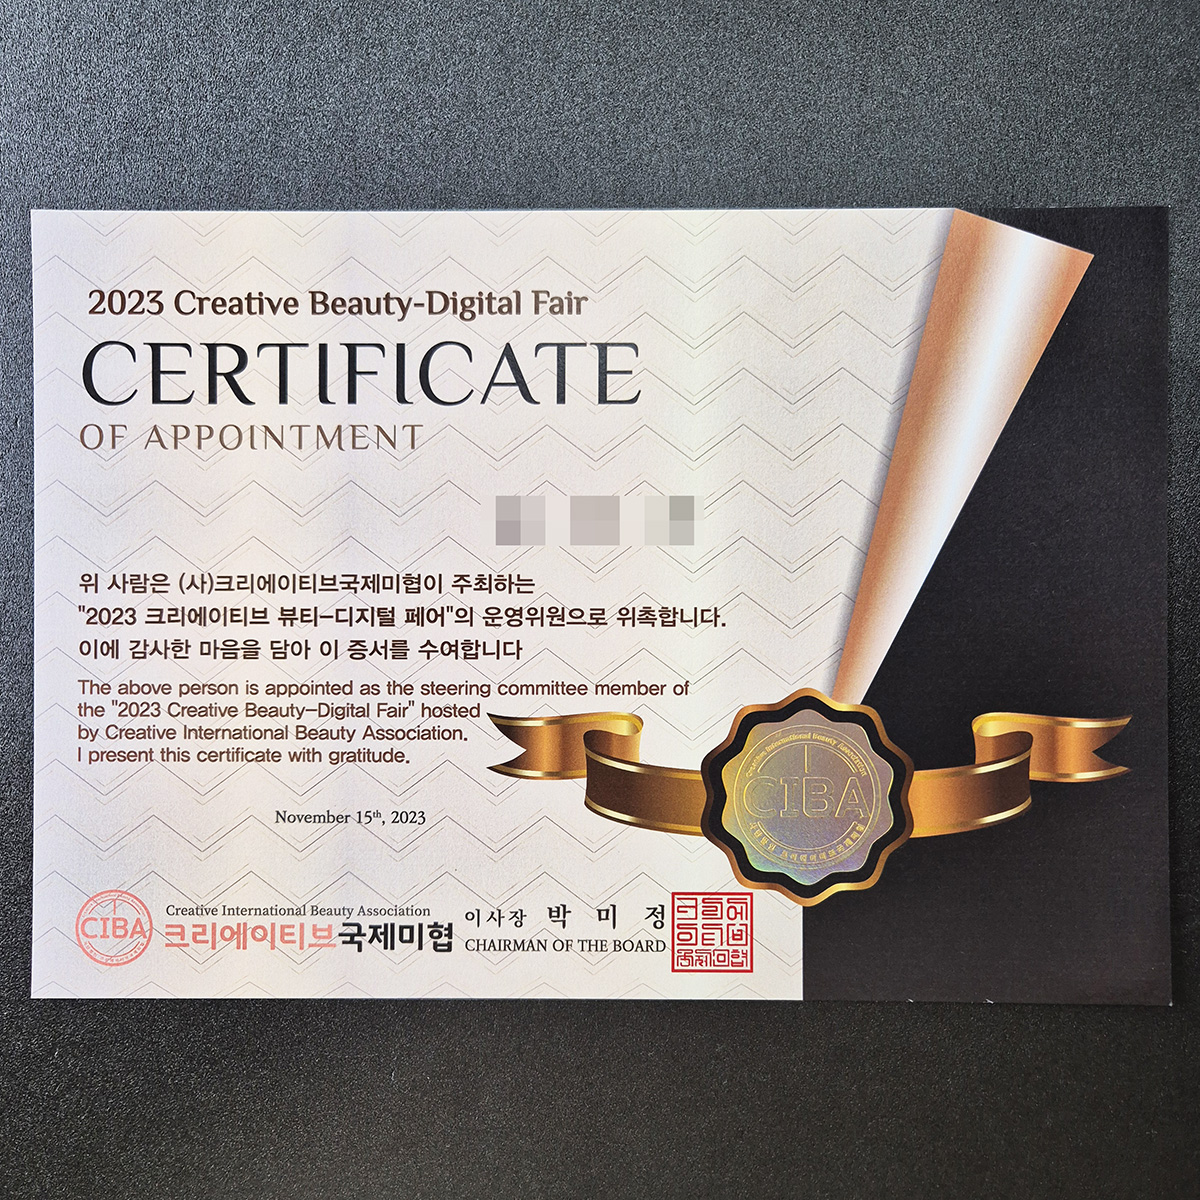 2023 Creative Beauty-Digital Fair
CERTIFICATE
OF APPOINTMENT
위 사람은 (사)크리에이티브국제미협이 주최하는
"2023 크리에이티브 뷰티-디지털 페어"의 운영위원으로 위촉합니다.
이에 감사한 마음을 담아 이 증서를 수여합니다
The above person is appointed as the steering committee member of
the "2023 Creative Beauty-Digital Fair" hosted
by Creative International Beauty Association.
I present this certificate with gratitude.
November 15th, 2023
Creative International Beauty Association
CIBA
CIBA
Creative International Beauty Association
크리에이티브국제미협
이사장 박 미 정
CHAIRMAN OF THE BOARD